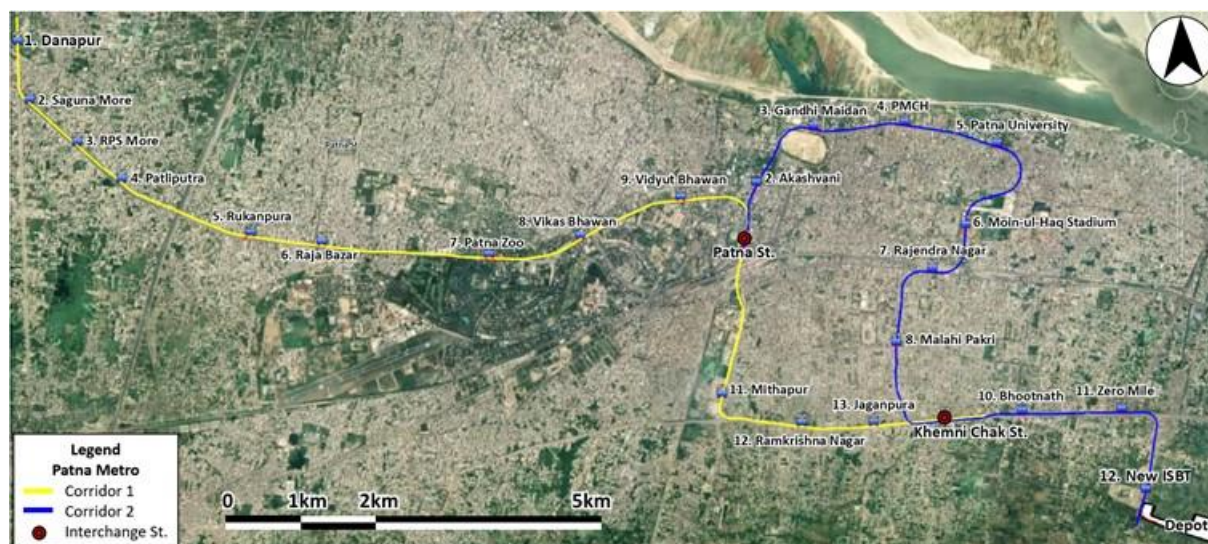 1. Danapur
2. Saguna More
3. RPS More
4. Patliputra
5. Rukanpura
6. Raja Bazar
7. Patna Zoo
8. Vikas Bhawan
9. Vidyut Bhawan
Patna St.
2. Akashvani
3. Gandhi Maidan
4. PMCH
5. Patna University
6. Moin-ul-Haq Stadium
7. Rajendra Nagar
8. Malahi Pakri
11. Mithapur
12. Ramkrishna Nagar
13. Jaganpura
Khemni Chak St.
10. Bhootnath
11. Zero Mile
12. New ISBT
Depot
Legend
Patna Metro
Corridor 1
Corridor 2
Interchange St.
0 1km 2km 5km